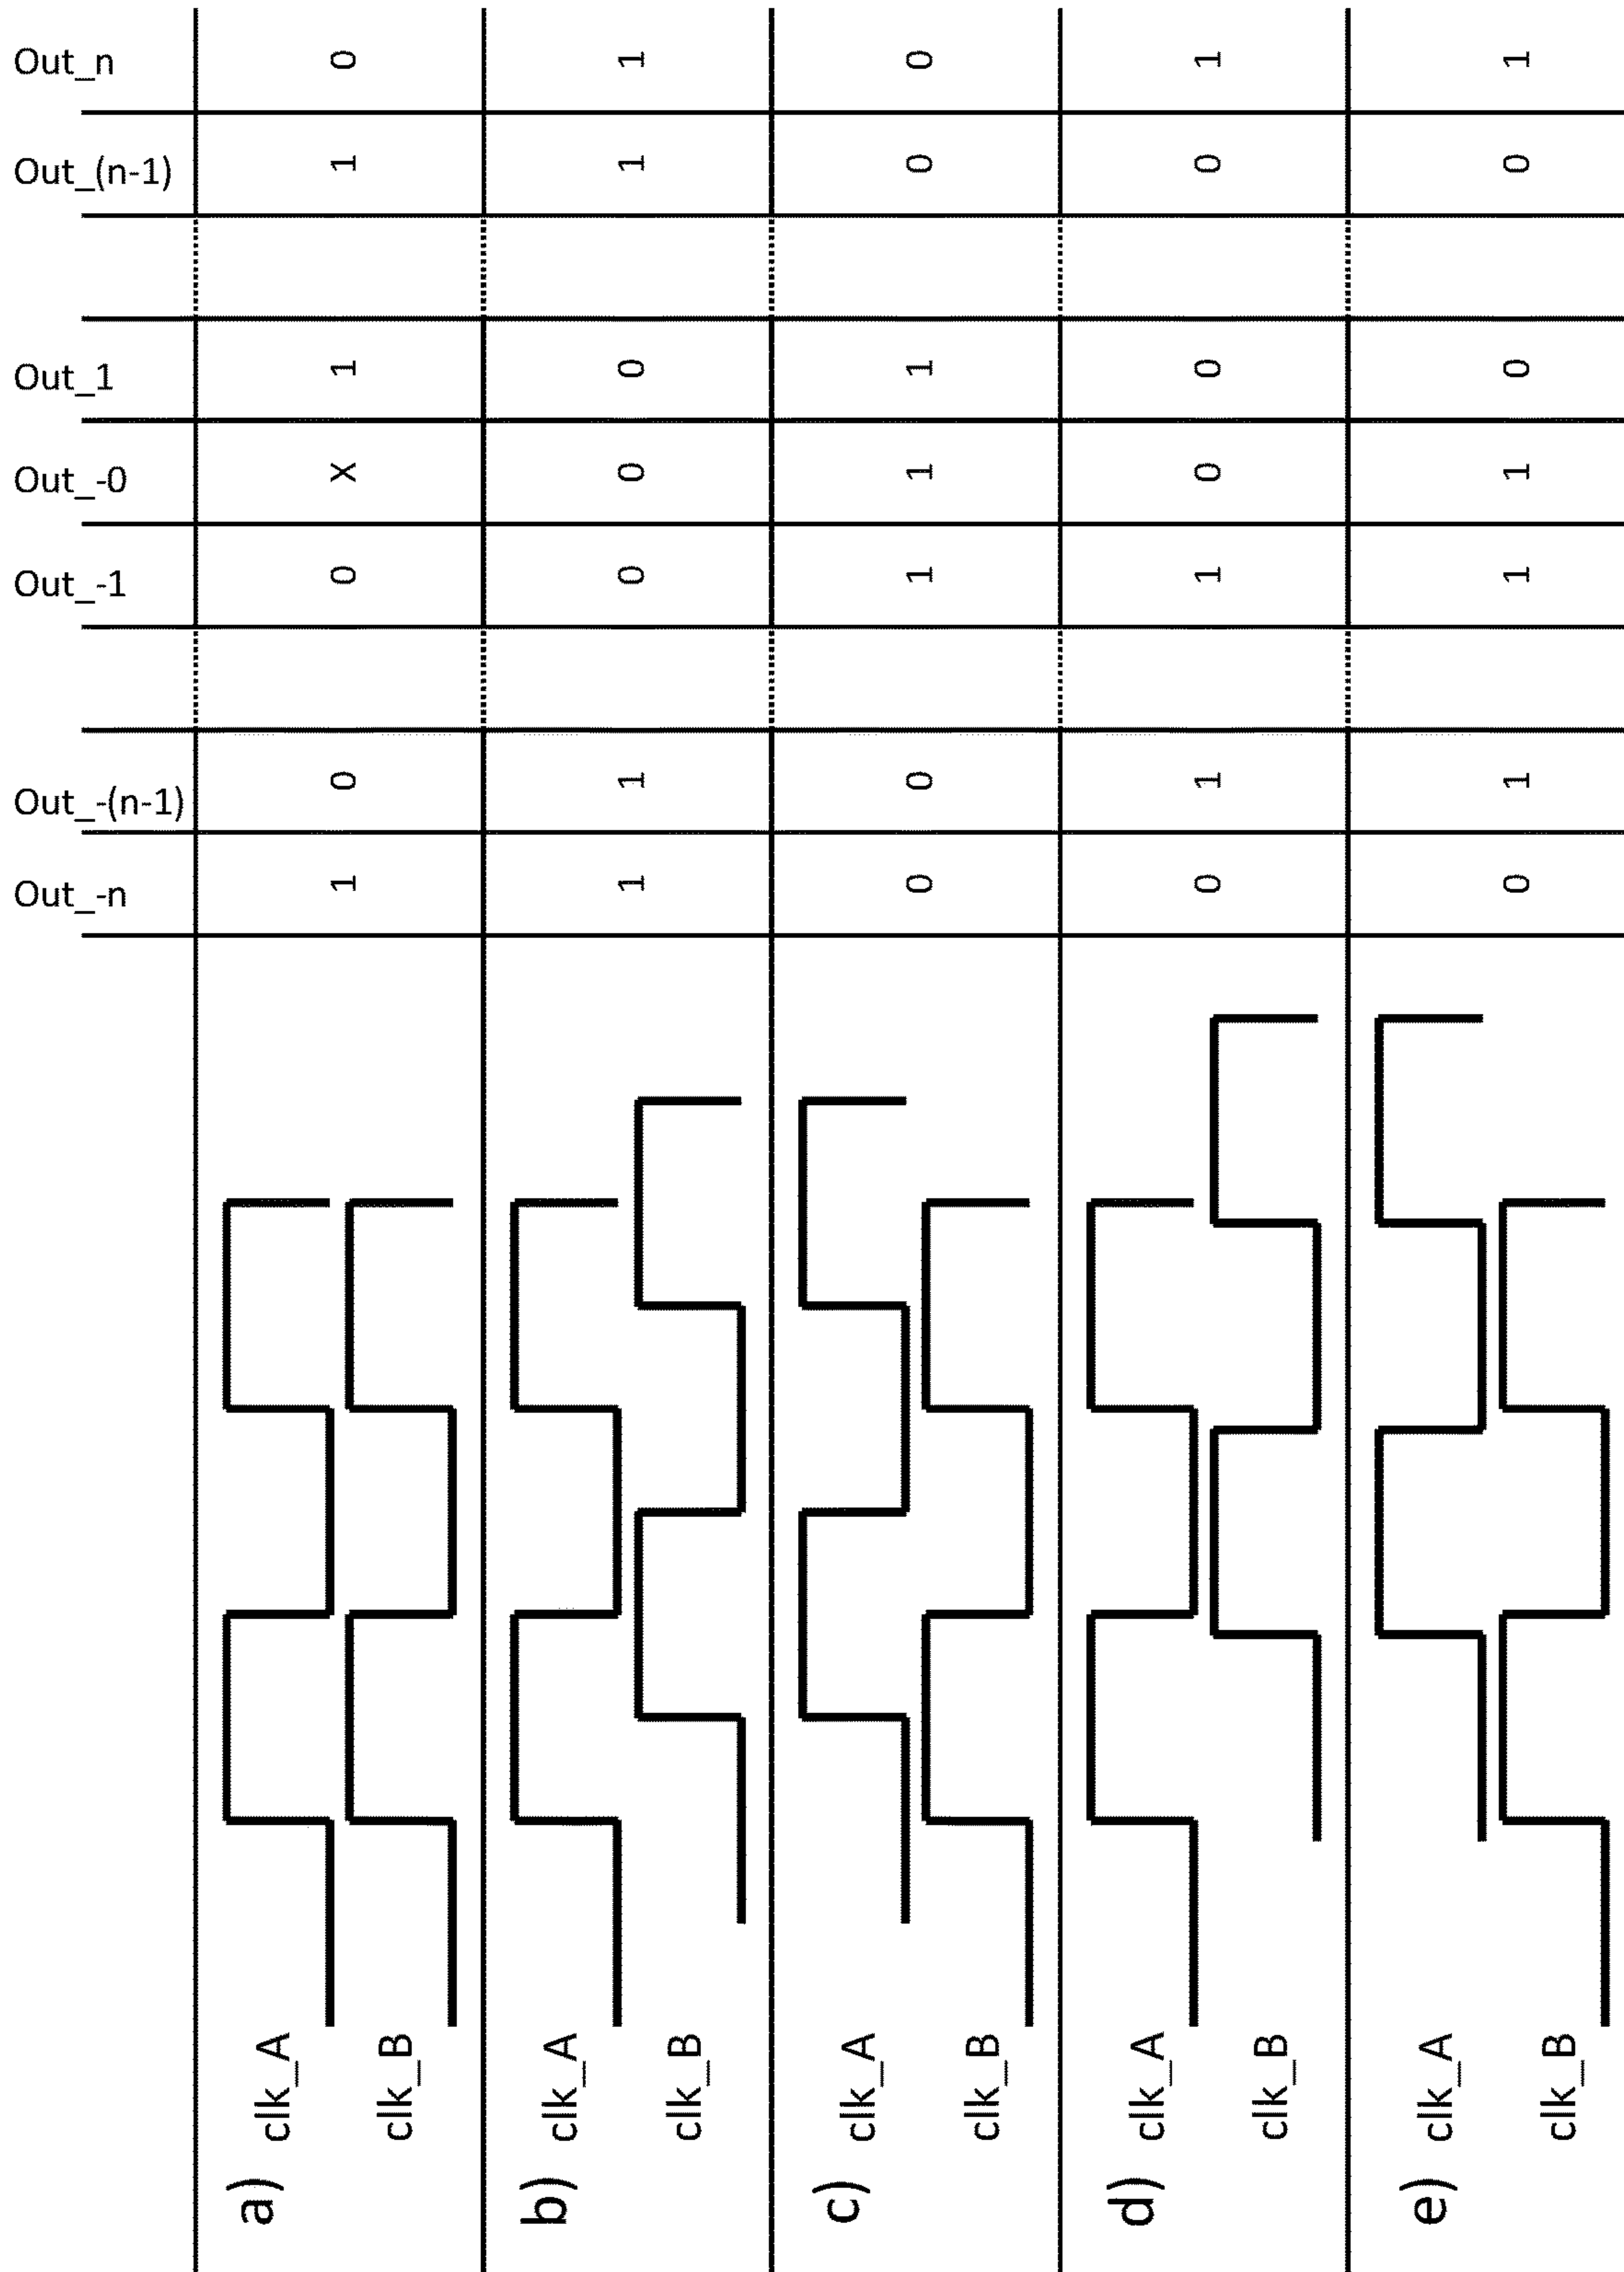 Out_-n Out_-(n-1) Out_-1 Out_-0 Out_1 Out_(n-1) Out_n
a) clk_A 1 0 0 X 1 1 0
clk_B
b) clk_A 1 1 0 0 0 1 1
clk_B
c) clk_A 0 0 1 1 1 0 0
clk_B
d) clk_A 0 1 1 0 0 0 1
clk_B
e) clk_A 0 1 1 1 0 0 1
clk_B